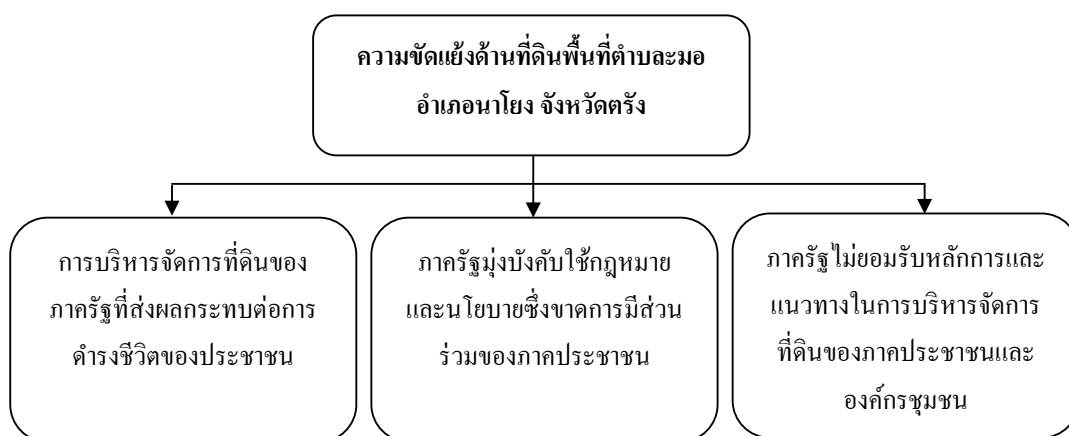 ความขัดแย้งด้านที่ดินพื้นที่ตำบละมอ
อำเภอนาโยง จังหวัดตรัง
การบริหารจัดการที่ดินของ
ภาครัฐที่ส่งผลกระทบต่อการ
ดำรงชีวิตของประชาชน
ภาครัฐมุ่งบังคับใช้กฎหมาย
และนโยบายซึ่งขาดการมีส่วน
ร่วมของภาคประชาชน
ภาครัฐไม่ยอมรับหลักการและ
แนวทางในการบริหารจัดการ
ที่ดินของภาคประชาชนและ
องค์กรชุมชน